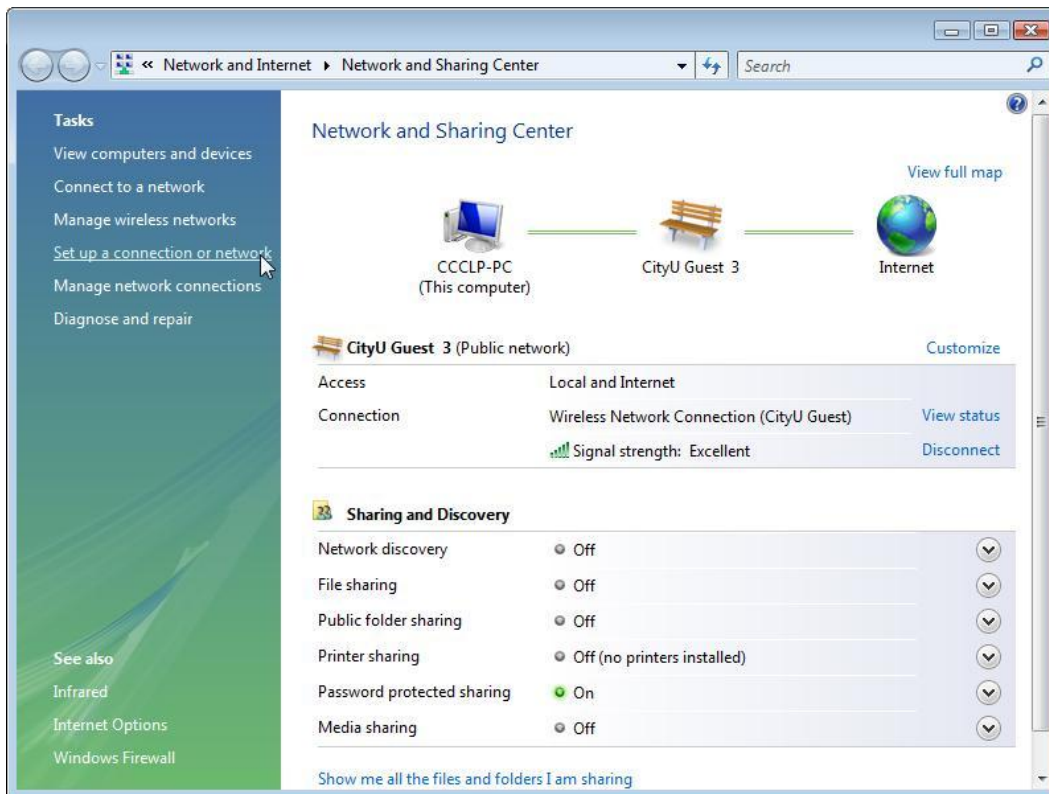 « Network and Internet ▸ Network and Sharing Center
Search
Tasks
View computers and devices
Connect to a network
Manage wireless networks
Set up a connection or network
Manage network connections
Diagnose and repair
See also
Infrared
Internet Options
Windows Firewall
Network and Sharing Center
View full map
CCCLP-PC
(This computer)
CityU Guest 3
Internet
CityU Guest 3 (Public network) Customize
Access Local and Internet
Connection Wireless Network Connection (CityU Guest) View status
Signal strength: Excellent Disconnect
Sharing and Discovery
Network discovery Off
File sharing Off
Public folder sharing Off
Printer sharing Off (no printers installed)
Password protected sharing On
Media sharing Off
Show me all the files and folders I am sharing